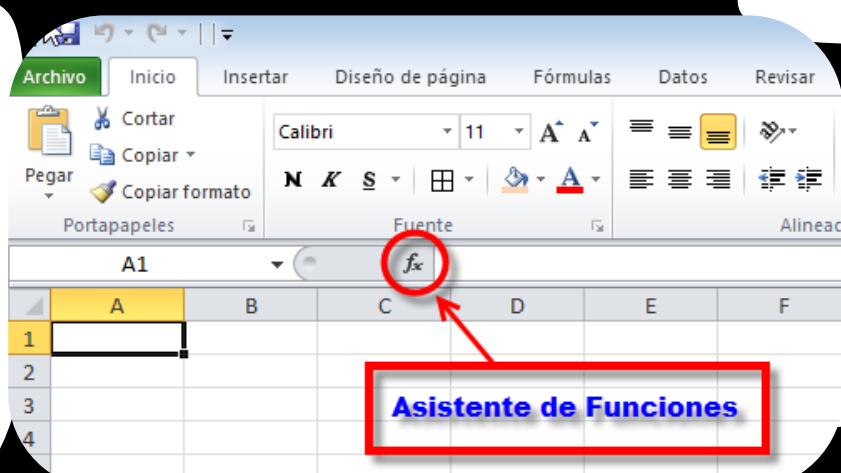 Archivo Inicio Insertar Diseño de página Fórmulas Datos Revisar
Cortar
Copiar
Copiar formato
Pegar
Portapapeles
Calibri 11 A A
N K S A
Fuente
Alineac
A1 fx
A B C D E F
1
2
3
4
Asistente de Funciones